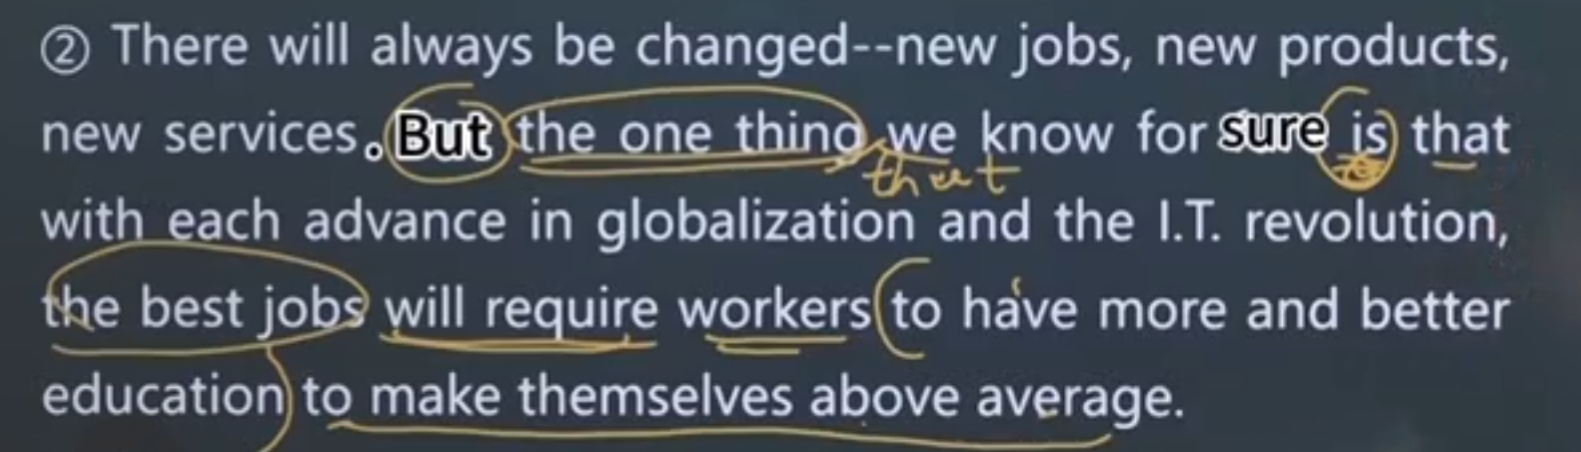 ② There will always be changed--new jobs, new products,
new services. But the one thing we know for sure is that
that
with each advance in globalization and the I.T. revolution,
the best jobs will require workers to have more and better
education to make themselves above average.